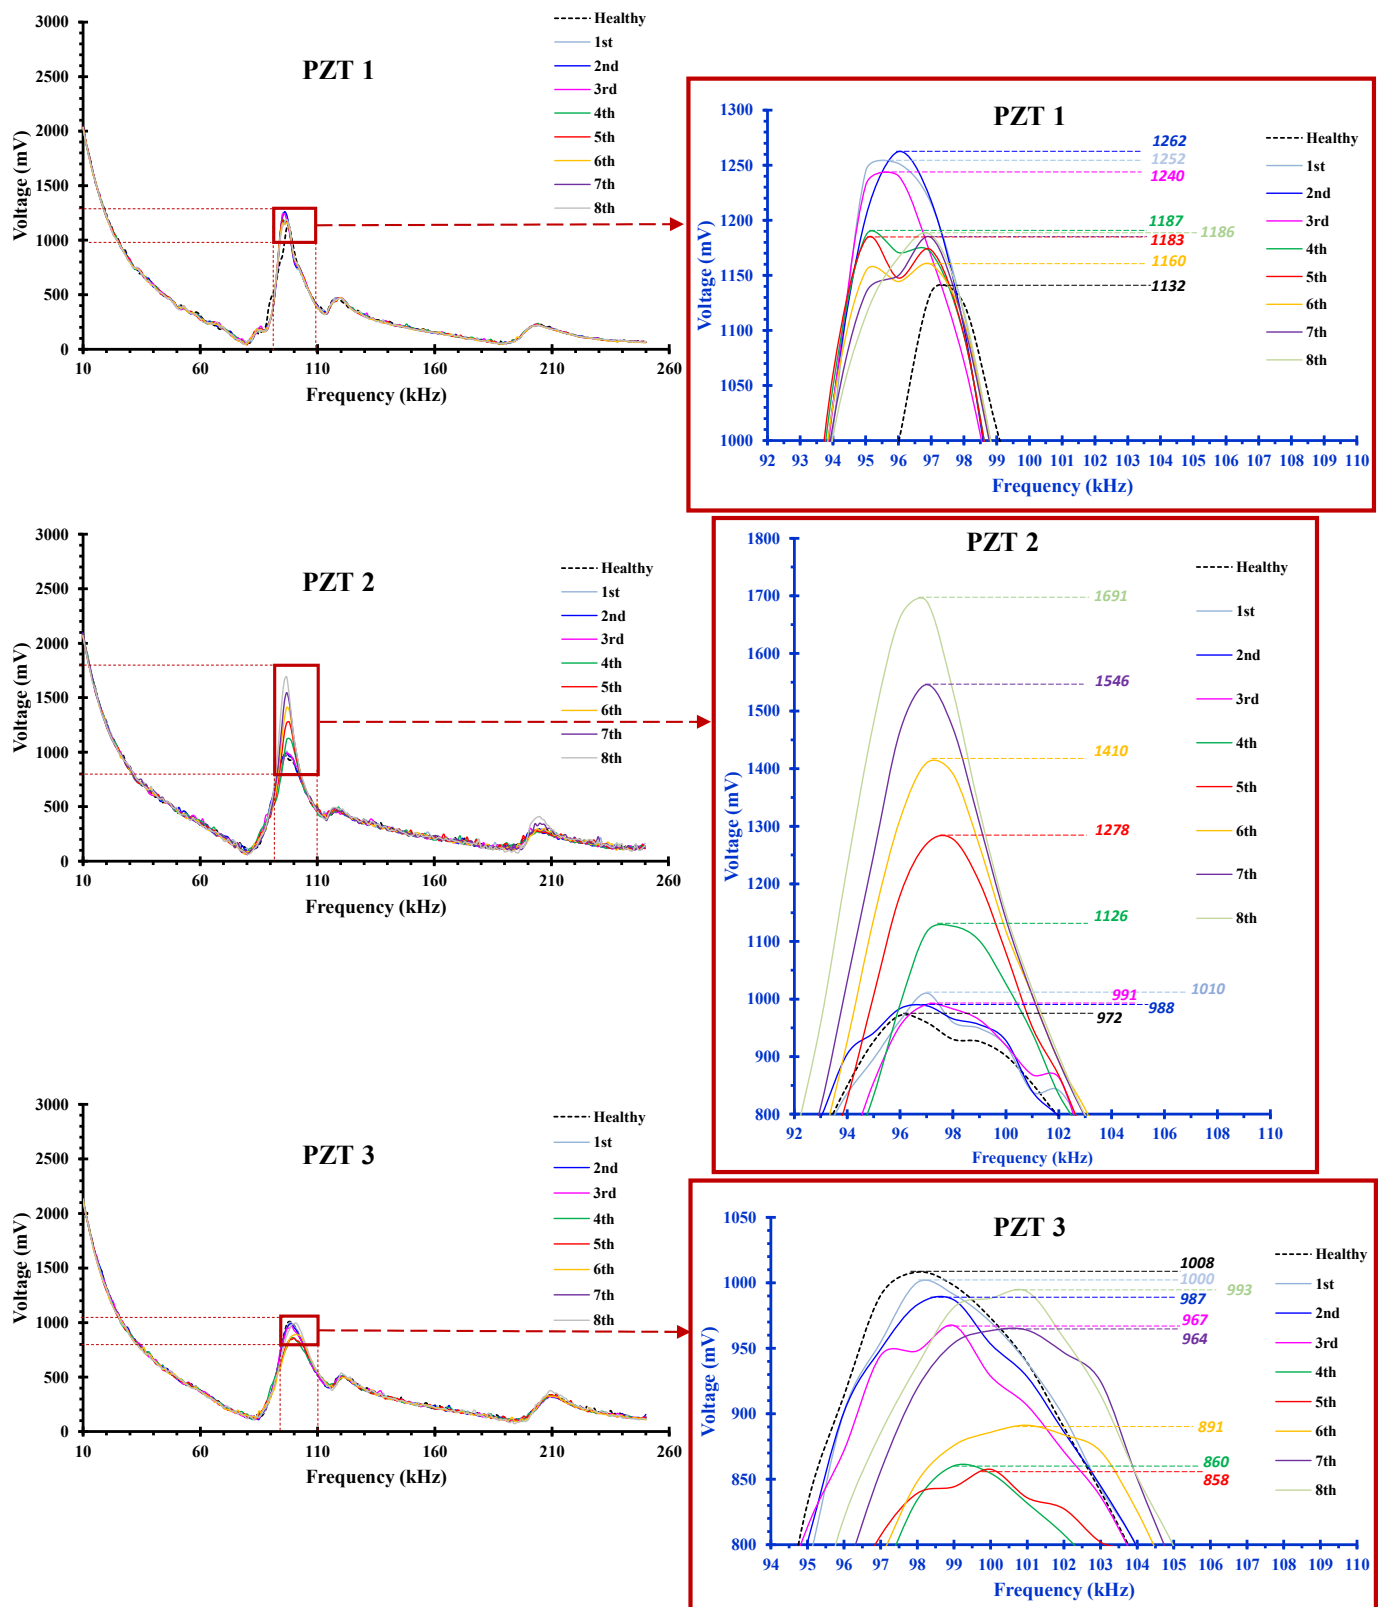 PZT 1
Voltage (mV)
3000
2500
2000
1500
1000
500
0
10 60 110 160 210 260
Frequency (kHz)
Healthy
1st
2nd
3rd
4th
5th
6th
7th
8th
PZT 1
Voltage (mV)
1300
1250
1200
1150
1100
1050
1000
92 93 94 95 96 97 98 99 100 101 102 103 104 105 106 107 108 109 110
Frequency (kHz)
1262
1252
1240
1187
1186
1183
1160
1132
Healthy
1st
2nd
3rd
4th
5th
6th
7th
8th
PZT 2
Voltage (mV)
3000
2500
2000
1500
1000
500
0
10 60 110 160 210 260
Frequency (kHz)
Healthy
1st
2nd
3rd
4th
5th
6th
7th
8th
PZT 2
Voltage (mV)
1800
1700
1600
1500
1400
1300
1200
1100
1000
900
800
92 94 96 98 100 102 104 106 108 110
Frequency (kHz)
1691
1546
1410
1278
1126
1010
991
988
972
Healthy
1st
2nd
3rd
4th
5th
6th
7th
8th
PZT 3
Voltage (mV)
3000
2500
2000
1500
1000
500
0
10 60 110 160 210 260
Frequency (kHz)
Healthy
1st
2nd
3rd
4th
5th
6th
7th
8th
PZT 3
Voltage (mV)
1050
1000
950
900
850
800
94 95 96 97 98 99 100 101 102 103 104 105 106 107 108 109 110
Frequency (kHz)
1008
1000
993
987
967
964
891
860
858
Healthy
1st
2nd
3rd
4th
5th
6th
7th
8th